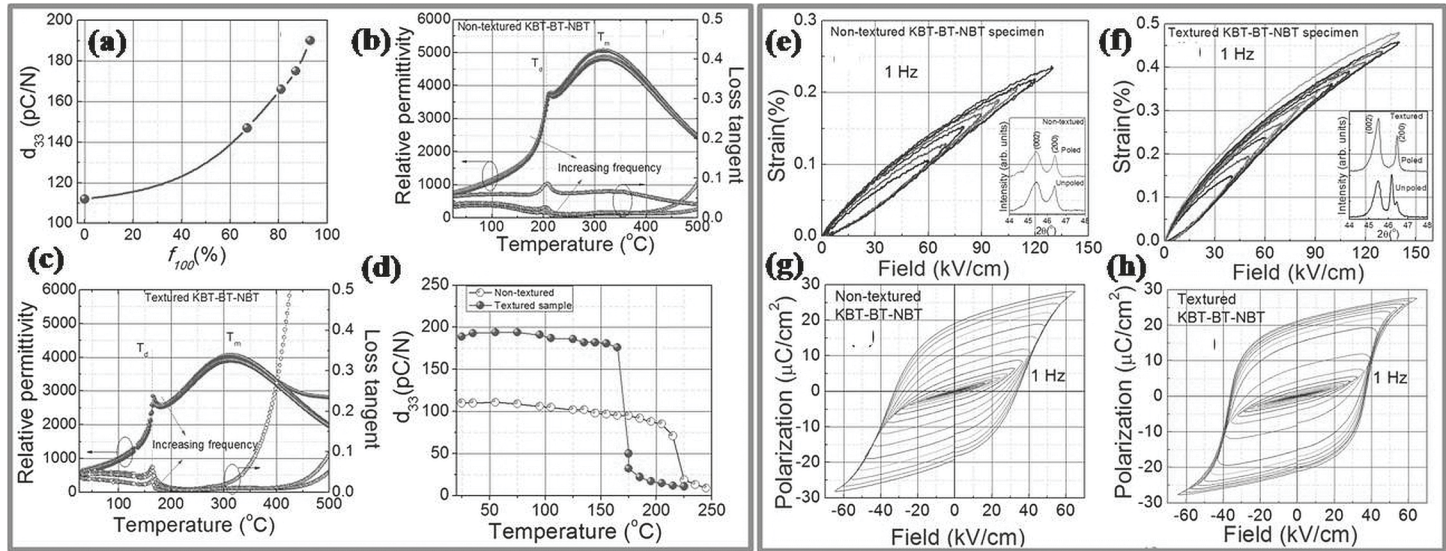 (a)
d33 (pC/N)
200
180
160
140
120
100
0 20 40 60 80 100
f100(%)
(b)
Non-textured KBT-BT-NBT
Relative permittivity
6000
5000
4000
3000
2000
1000
0
Tm
Td
Increasing frequency
0.5
0.4
0.3
0.2
0.1
0.0
Loss tangent
100 200 300 400 500
Temperature (°C)
(c)
Textured KBT-BT-NBT
Relative permittivity
6000
5000
4000
3000
2000
1000
0
Td
Tm
Increasing frequency
0.5
0.4
0.3
0.2
0.1
0.0
Loss tangent
100 200 300 400 500
Temperature (°C)
(d)
Non-textured
Textured sample
d33(pC/N)
250
200
150
100
50
0
50 100 150 200 250
Temperature (°C)
(e)
Non-textured KBT-BT-NBT specimen
1 Hz
Strain(%)
0.3
0.2
0.1
0.0
0 30 60 90 120 150
Field (kV/cm)
Intensity (arb. units)
Non-textued
(002)
(200)
Poled
Unpoled
44 45 46 47 48
2θ(°)
(f)
Textured KBT-BT-NBT specimen
1 Hz
Strain(%)
0.5
0.4
0.3
0.2
0.1
0.0
0 30 60 90 120 150
Field (kV/cm)
Intensity (arb. units)
Textured
(002)
(200)
Poled
Unpoled
44 45 46 47 48
2θ(°)
(g)
Non-textured
KBT-BT-NBT
1 Hz
Polarization (μC/cm2)
30
20
10
0
-10
-20
-30
-60 -40 -20 0 20 40 60
Field (kV/cm)
(h)
Textured
KBT-BT-NBT
1 Hz
Polarization (μC/cm2)
30
20
10
0
-10
-20
-30
-60 -40 -20 0 20 40 60
Field (kV/cm)